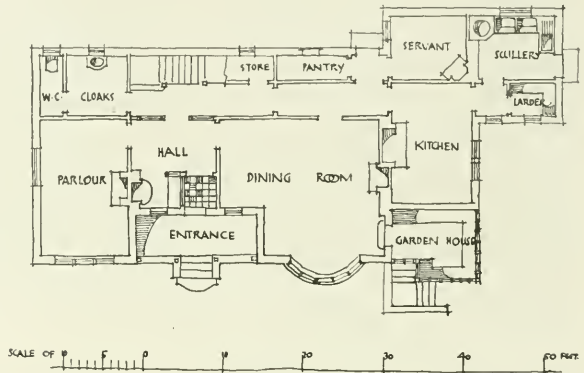 SERVANT
SCULLERY
STORE
PANTRY
W.C.
CLOAKS
LARDER
HALL
KITCHEN
PARLOUR
DINING ROOM
ENTRANCE
GARDEN HOUSE
SCALE OF 10 5 0 10 20 30 40 50 FEET.